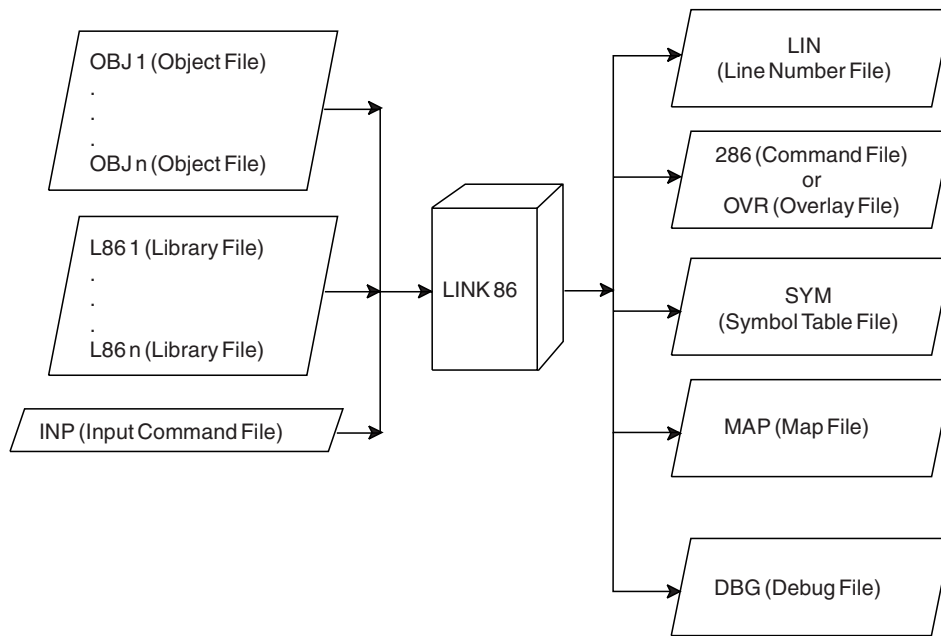 OBJ 1 (Object File)
.
.
.
OBJ n (Object File)
L86 1 (Library File)
.
.
.
L86 n (Library File)
INP (Input Command File)
LINK 86
LIN
(Line Number File)
286 (Command File)
or
OVR (Overlay File)
SYM
(Symbol Table File)
MAP (Map File)
DBG (Debug File)